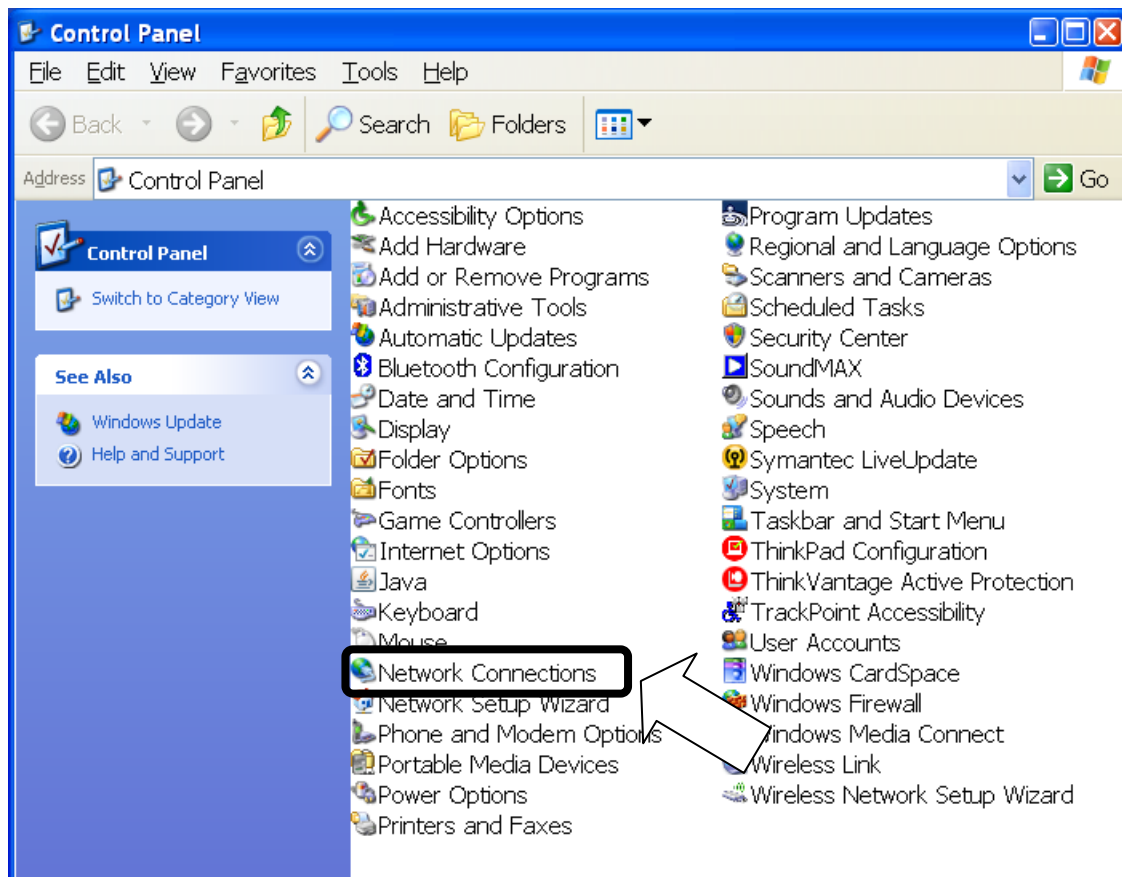 Control Panel
File Edit View Favorites Tools Help
Back Search Folders
Address Control Panel Go
Control Panel
Switch to Category View
See Also
Windows Update
Help and Support
Accessibility Options
Add Hardware
Add or Remove Programs
Administrative Tools
Automatic Updates
Bluetooth Configuration
Date and Time
Display
Folder Options
Fonts
Game Controllers
Internet Options
Java
Keyboard
Mouse
Network Connections
Network Setup Wizard
Phone and Modem Options
Portable Media Devices
Power Options
Printers and Faxes
Program Updates
Regional and Language Options
Scanners and Cameras
Scheduled Tasks
Security Center
SoundMAX
Sounds and Audio Devices
Speech
Symantec LiveUpdate
System
Taskbar and Start Menu
ThinkPad Configuration
ThinkVantage Active Protection
TrackPoint Accessibility
User Accounts
Windows CardSpace
Windows Firewall
Windows Media Connect
Wireless Link
Wireless Network Setup Wizard